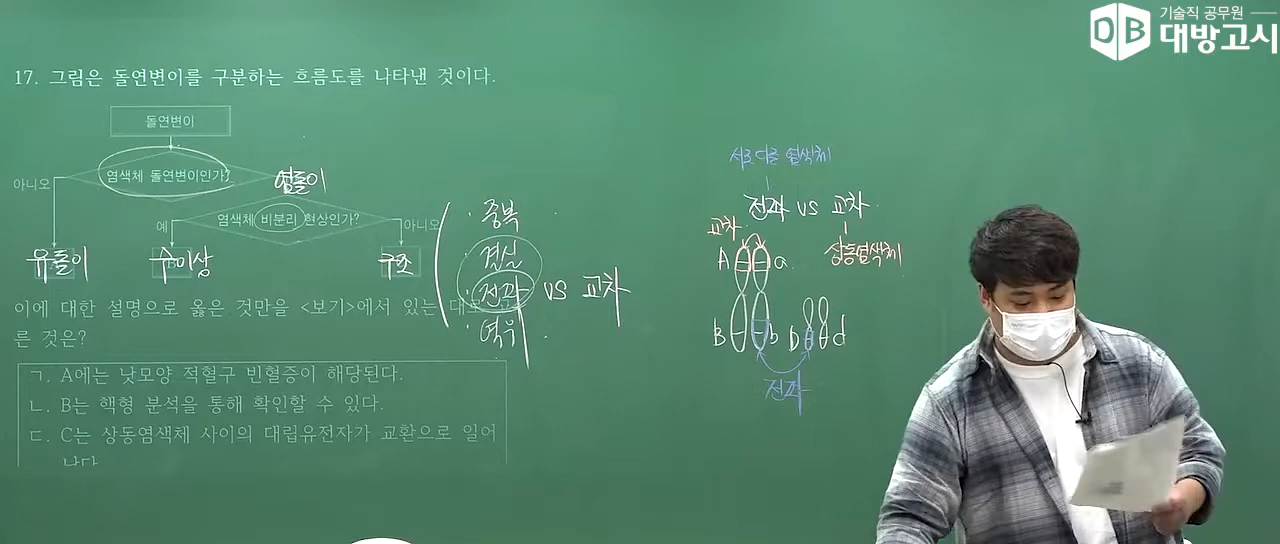 기술직 공무원
DB 대방고시
17. 그림은 돌연변이를 구분하는 흐름도를 나타낸 것이다.
돌연변이
염색체 돌연변이인가?
아니오
염돌이
예
염색체 비분리 현상인가?
아니오
유돌이
수이상
구조
이에 대한 설명으로 옳은 것만을 <보기>에서 있는 대로
른 것은?
ㄱ. A에는 낫모양 적혈구 빈혈증이 해당된다.
ㄴ. B는 핵형 분석을 통해 확인할 수 있다.
ㄷ. C는 상동염색체 사이의 대립유전자가 교환으로 일어
난다
· 중복
· 결실
· 전좌 vs 교차
· 역위
서로 다른 염색체
전좌 vs 교차
교차
상동염색체
A a
B b D d
전좌